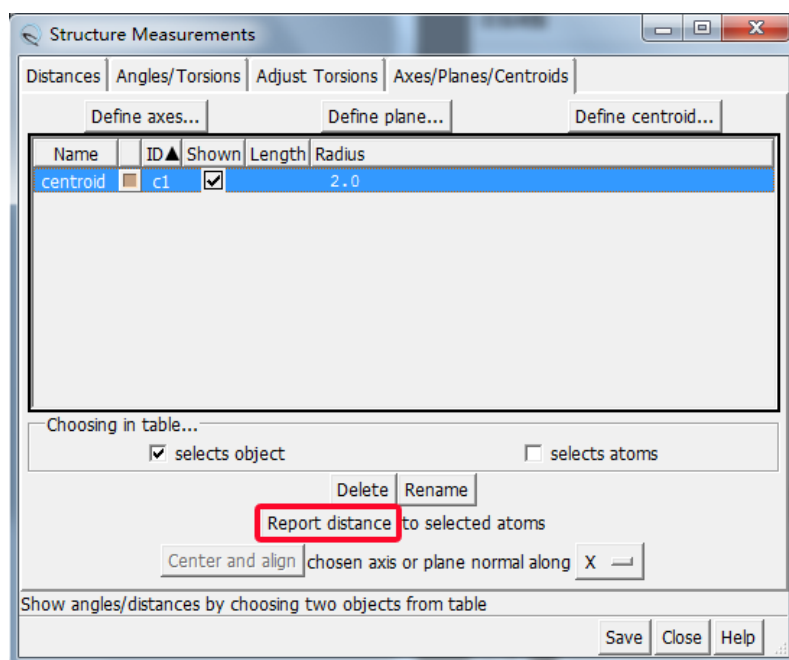 Structure Measurements
Distances Angles/Torsions Adjust Torsions Axes/Planes/Centroids
Define axes... Define plane... Define centroid...
Name ID▲ Shown Length Radius
centroid c1 2.0
Choosing in table...
selects object selects atoms
Delete Rename
Report distance to selected atoms
Center and align chosen axis or plane normal along X
Show angles/distances by choosing two objects from table
Save Close Help